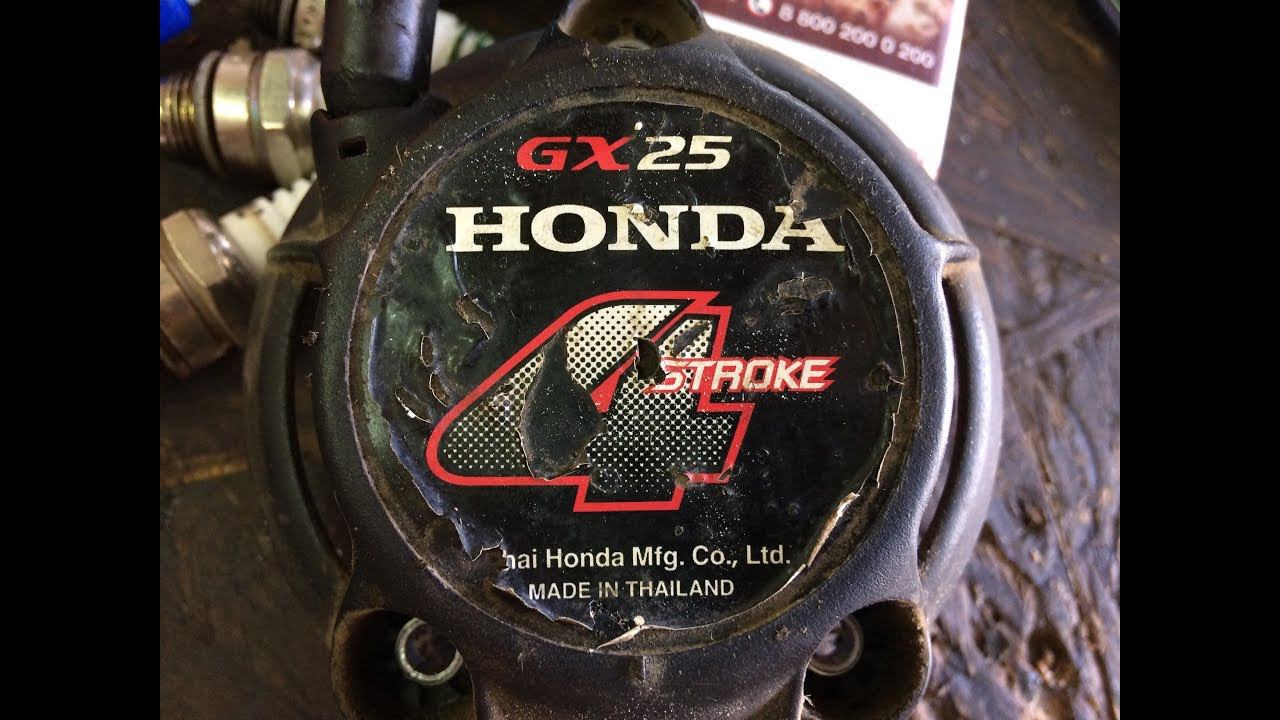 8 800 200 0 200
GX25
HONDA
4
STROKE
hai Honda Mfg. Co., Ltd.
MADE IN THAILAND